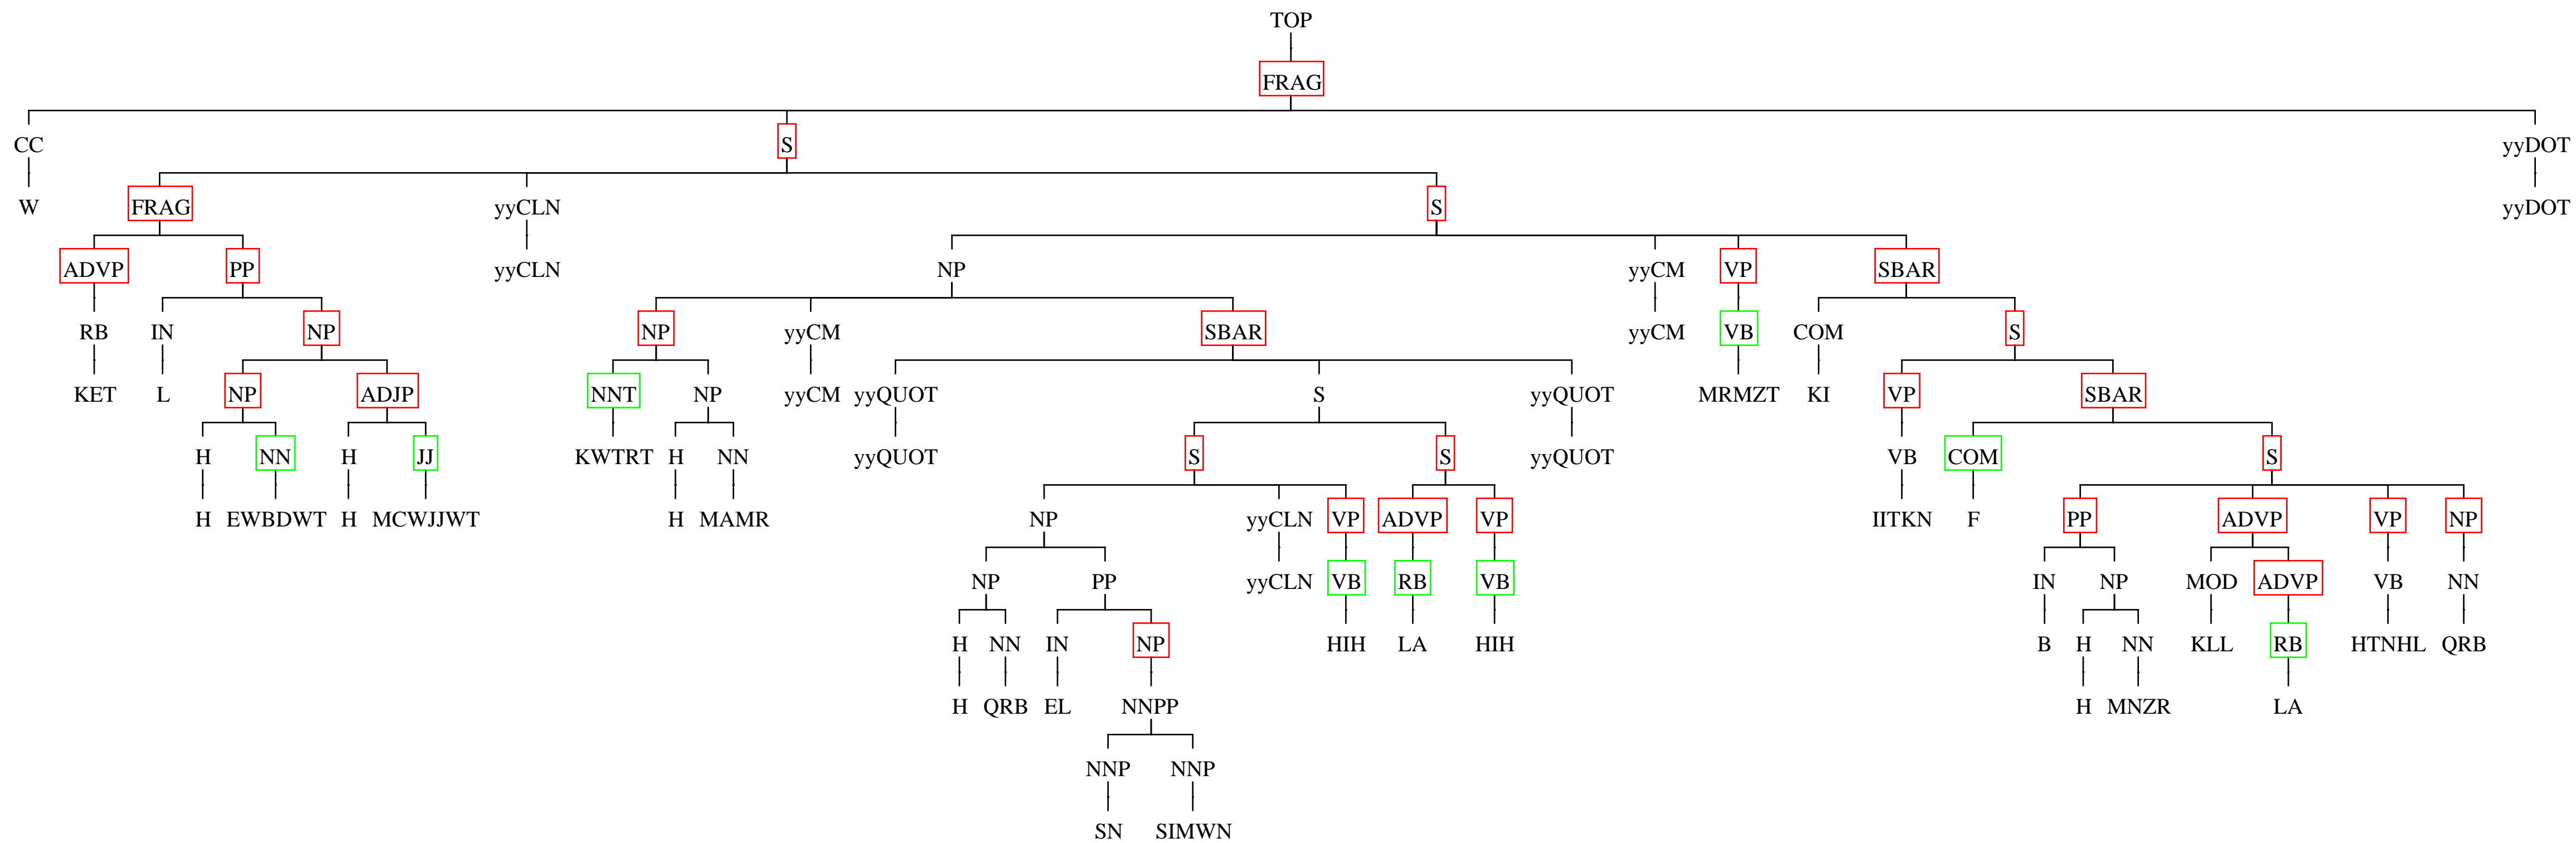 TOP
FRAG
CC S yyDOT
W FRAG yyCLN S yyDOT
ADVP PP yyCLN NP yyCM VP SBAR
RB IN NP NP yyCM SBAR yyCM VB COM S
KET L NP ADJP NNT NP yyCM yyQUOT S yyQUOT MRMZT KI VP SBAR
H NN H JJ KWTRT H NN yyQUOT S S yyQUOT VB COM S
H EWBDWT H MCWJJWT H MAMR NP yyCLN VP ADVP VP IITKN F PP ADVP VP NP
NP PP yyCLN VB RB VB IN NP MOD ADVP VB NN
H NN IN NP HIH LA HIH B H NN KLL RB HTNHL QRB
H QRB EL NNPP H MNZR LA
NNP NNP
SN SIMWN